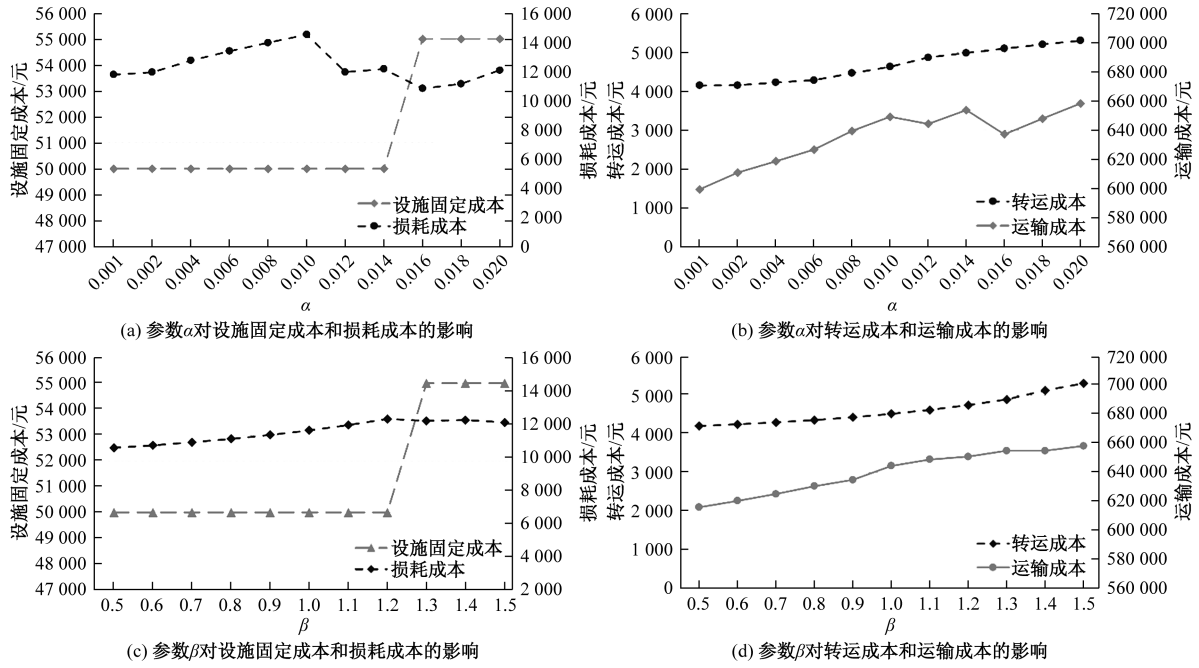 56 000
55 000
54 000
53 000
52 000
51 000
50 000
49 000
48 000
47 000
设施固定成本/元
16 000
14 000
12 000
10 000
8 000
6 000
4 000
2 000
0
损耗成本/元
设施固定成本
损耗成本
0.001 0.002 0.004 0.006 0.008 0.010 0.012 0.014 0.016 0.018 0.020
α
(a) 参数α对设施固定成本和损耗成本的影响
6 000
5 000
4 000
3 000
2 000
1 000
0
转运成本/元
720 000
700 000
680 000
660 000
640 000
620 000
600 000
580 000
560 000
运输成本/元
转运成本
运输成本
0.001 0.002 0.004 0.006 0.008 0.010 0.012 0.014 0.016 0.018 0.020
α
(b) 参数α对转运成本和运输成本的影响
56 000
55 000
54 000
53 000
52 000
51 000
50 000
49 000
48 000
47 000
设施固定成本/元
16 000
14 000
12 000
10 000
8 000
6 000
4 000
2 000
损耗成本/元
设施固定成本
损耗成本
0.5 0.6 0.7 0.8 0.9 1.0 1.1 1.2 1.3 1.4 1.5
β
(c) 参数β对设施固定成本和损耗成本的影响
6 000
5 000
4 000
3 000
2 000
1 000
0
转运成本/元
720 000
700 000
680 000
660 000
640 000
620 000
660 000
580 000
560 000
运输成本/元
转运成本
运输成本
0.5 0.6 0.7 0.8 0.9 1.0 1.1 1.2 1.3 1.4 1.5
β
(d) 参数β对转运成本和运输成本的影响